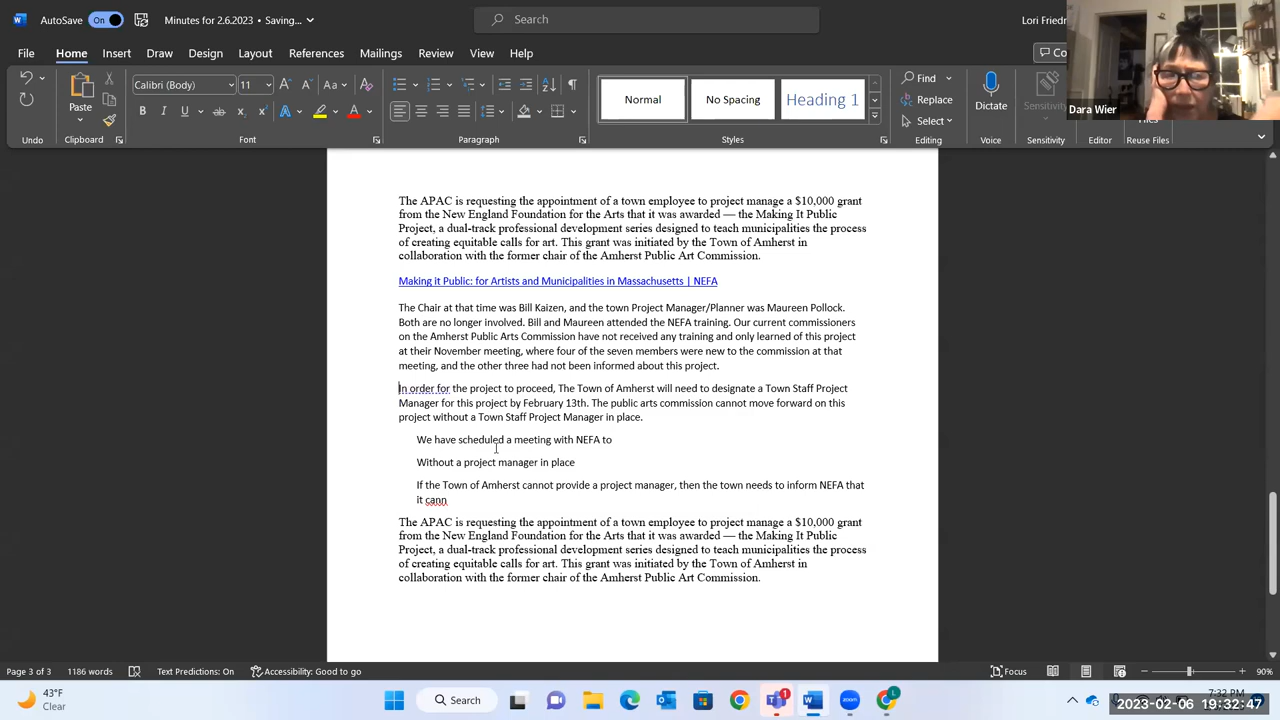 AutoSave On Minutes for 2.6.2023 • Saving... Search Lori Friedr
File Home Insert Draw Design Layout References Mailings Review View Help Co
Calibri (Body) 11 Aa Normal No Spacing Heading 1 Find Replace Select Paste Dictate Sensitivity Files
Undo Clipboard Font Paragraph Styles Editing Voice Sensitivity Editor Reuse Files
Dara Wier
The APAC is requesting the appointment of a town employee to project manage a $10,000 grant
from the New England Foundation for the Arts that it was awarded — the Making It Public
Project, a dual-track professional development series designed to teach municipalities the process
of creating equitable calls for art. This grant was initiated by the Town of Amherst in
collaboration with the former chair of the Amherst Public Art Commission.
Making it Public: for Artists and Municipalities in Massachusetts | NEFA
The Chair at that time was Bill Kaizen, and the town Project Manager/Planner was Maureen Pollock.
Both are no longer involved. Bill and Maureen attended the NEFA training. Our current commissioners
on the Amherst Public Arts Commission have not received any training and only learned of this project
at their November meeting, where four of the seven members were new to the commission at that
meeting, and the other three had not been informed about this project.
In order for the project to proceed, The Town of Amherst will need to designate a Town Staff Project
Manager for this project by February 13th. The public arts commission cannot move forward on this
project without a Town Staff Project Manager in place.
We have scheduled a meeting with NEFA to
Without a project manager in place
If the Town of Amherst cannot provide a project manager, then the town needs to inform NEFA that
it cann
The APAC is requesting the appointment of a town employee to project manage a $10,000 grant
from the New England Foundation for the Arts that it was awarded — the Making It Public
Project, a dual-track professional development series designed to teach municipalities the process
of creating equitable calls for art. This grant was initiated by the Town of Amherst in
collaboration with the former chair of the Amherst Public Art Commission.
Page 3 of 3 1186 words Text Predictions: On Accessibility: Good to go Focus 90%
43°F
Clear
Search
7:32 PM
2023-02-06 19:32:47